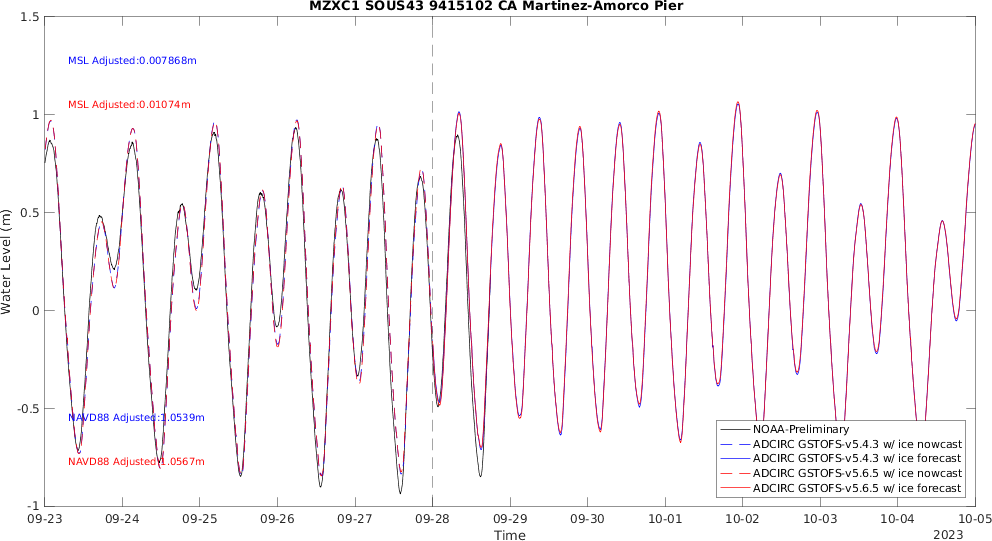 MZXC1 SOUS43 9415102 CA Martinez-Amorco Pier
1.5
1
0.5
0
-0.5
-1
Water Level (m)
MSL Adjusted:0.007868m
MSL Adjusted:0.01074m
NAVD88 Adjusted:1.0539m
NAVD88 Adjusted:1.0567m
NOAA-Preliminary
ADCIRC GSTOFS-v5.4.3 w/ ice nowcast
ADCIRC GSTOFS-v5.4.3 w/ ice forecast
ADCIRC GSTOFS-v5.6.5 w/ ice nowcast
ADCIRC GSTOFS-v5.6.5 w/ ice forecast
09-23 09-24 09-25 09-26 09-27 09-28 09-29 09-30 10-01 10-02 10-03 10-04 10-05
Time
2023